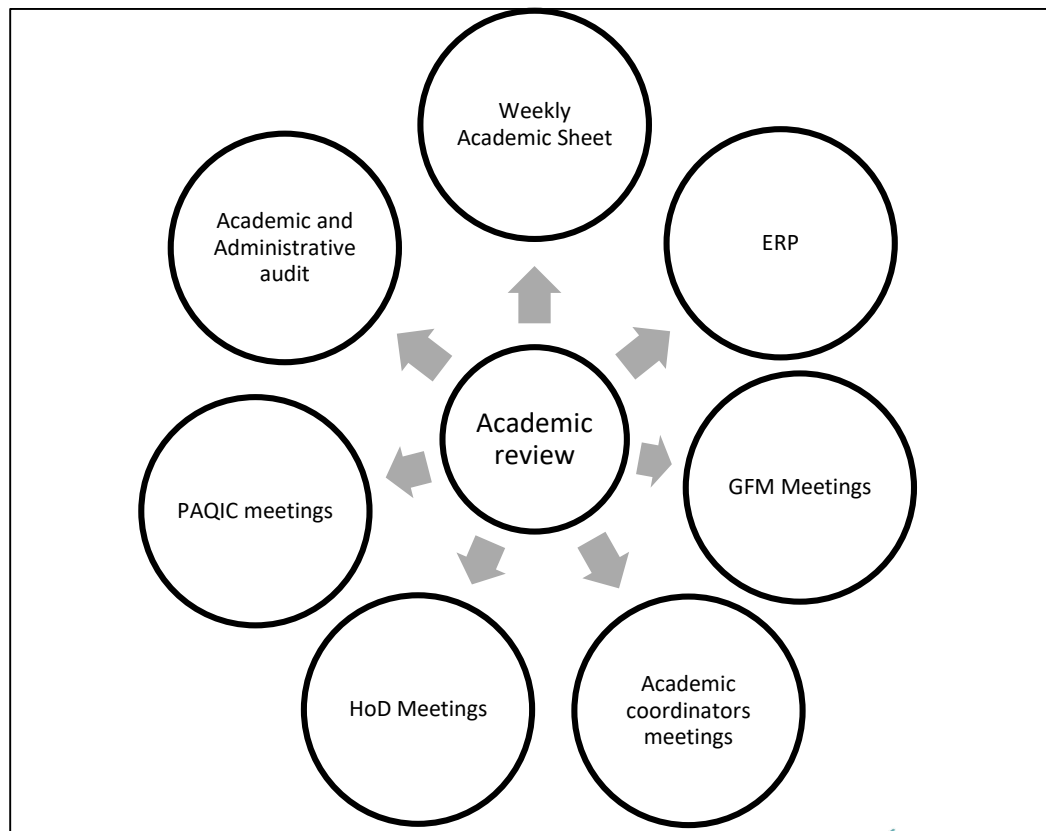 Weekly
Academic Sheet
ERP
GFM Meetings
Academic
coordinators
meetings
HoD Meetings
PAQIC meetings
Academic and
Administrative
audit
Academic
review